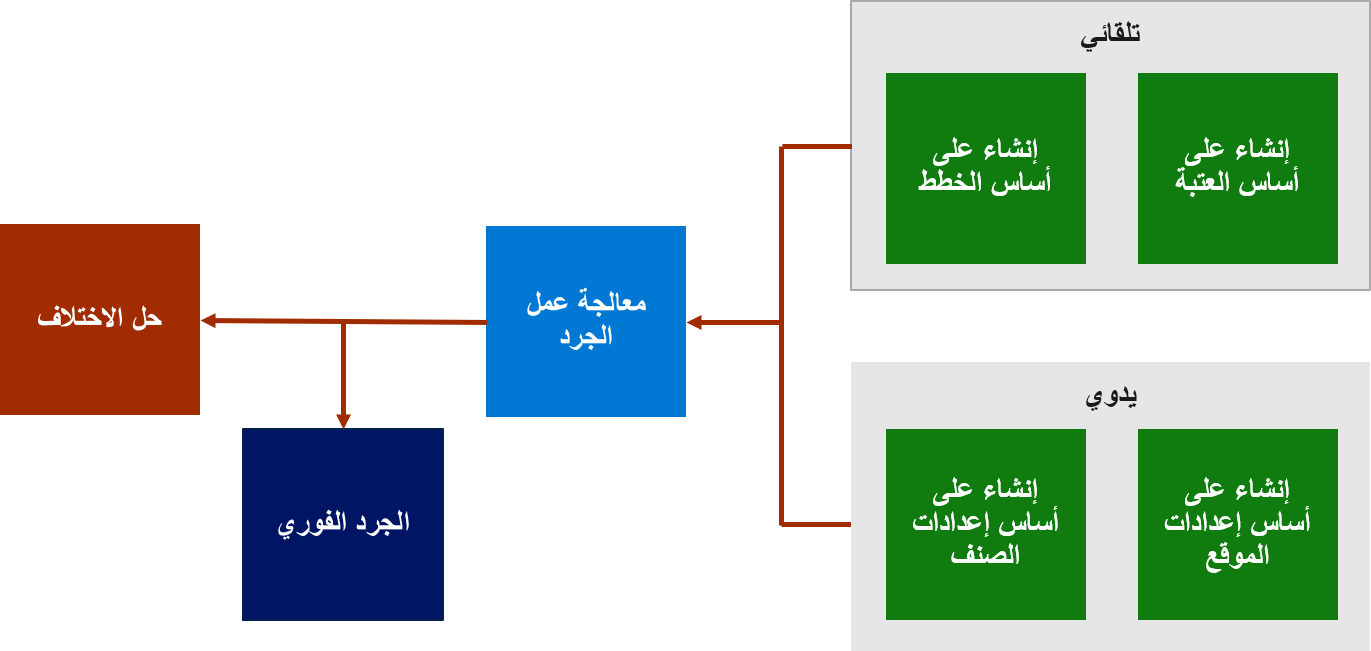 تلقائي
إنشاء على
أساس العتبة
إنشاء على
أساس الخطط
يدوي
إنشاء على
أساس إعدادات
الموقع
إنشاء على
أساس إعدادات
الصنف
معالجة عمل
الجرد
الجرد الفوري
حل الاختلاف